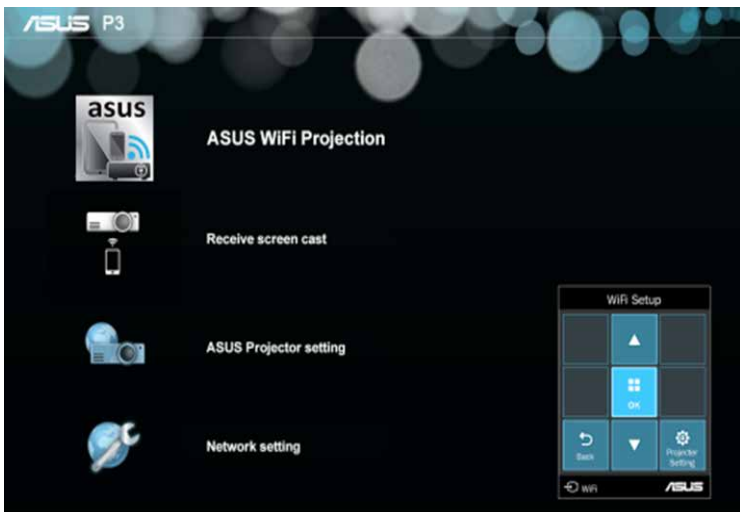 ASUS P3
asus
ASUS WiFi Projection
Receive screen cast
ASUS Projector setting
Network setting
WiFi Setup
OK
Back
Projector
Setting
WiFi
ASUS